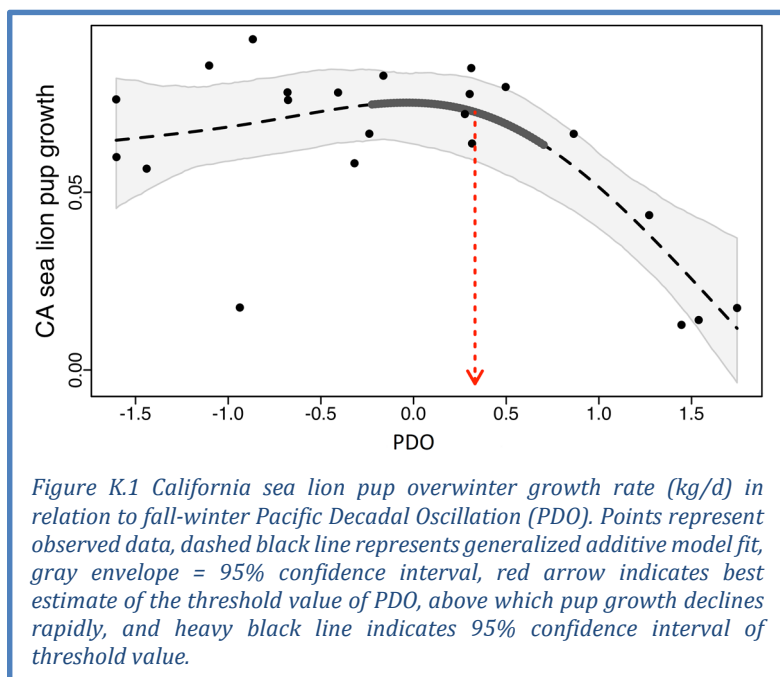 CA sea lion pup growth
0.05
0.00
-1.5 -1.0 -0.5 0.0 0.5 1.0 1.5
PDO
Figure K.1 California sea lion pup overwinter growth rate (kg/d) in
relation to fall-winter Pacific Decadal Oscillation (PDO). Points represent
observed data, dashed black line represents generalized additive model fit,
gray envelope = 95% confidence interval, red arrow indicates best
estimate of the threshold value of PDO, above which pup growth declines
rapidly, and heavy black line indicates 95% confidence interval of
threshold value.